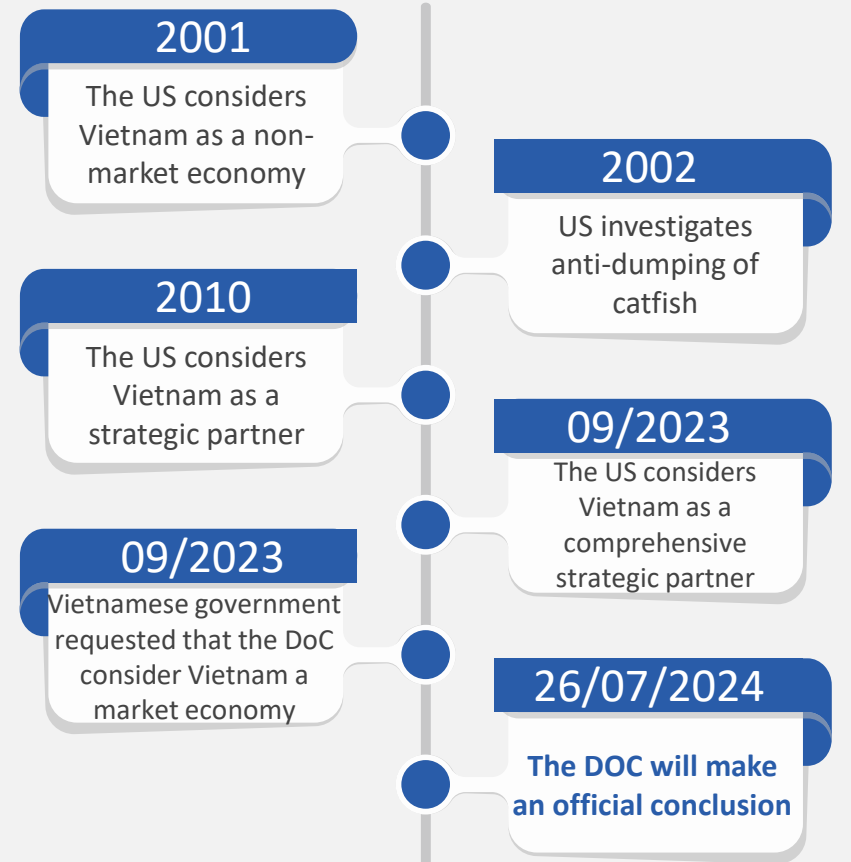 2001
The US considers
Vietnam as a non-
market economy
2002
US investigates
anti-dumping of
catfish
2010
The US considers
Vietnam as a
strategic partner
09/2023
The US considers
Vietnam as a
comprehensive
strategic partner
09/2023
Vietnamese government
requested that the DoC
consider Vietnam a
market economy
26/07/2024
The DOC will make
an official conclusion